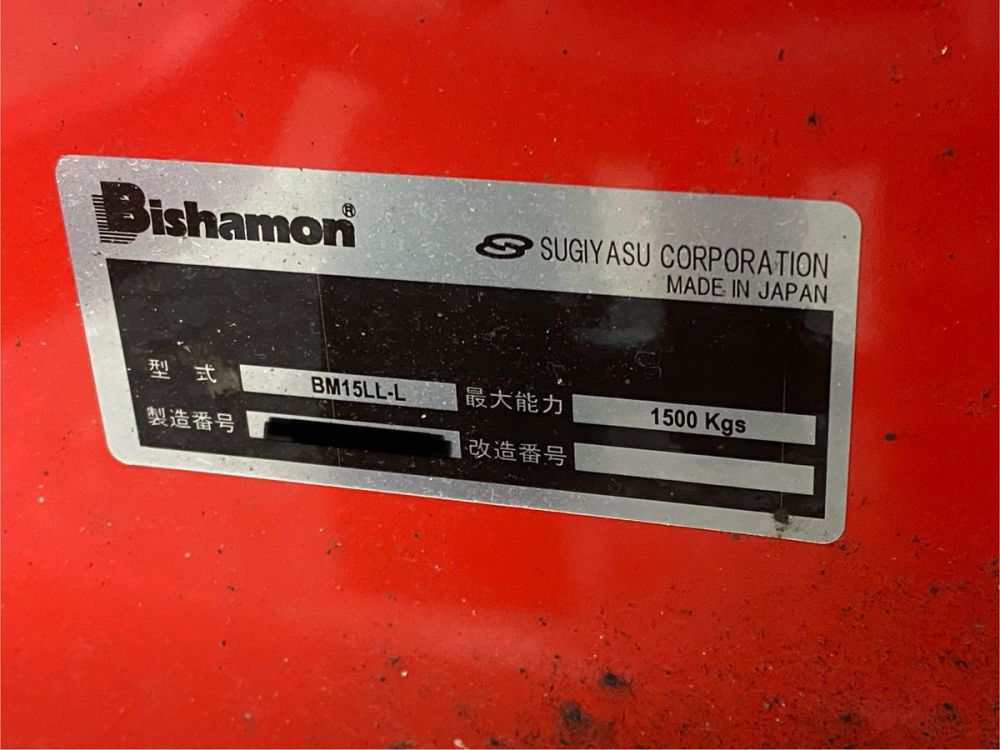 Bishamon®
SUGIYASU CORPORATION
MADE IN JAPAN
型 式 BM15LL-L 最大能力 1500 Kgs
製造番号 改造番号